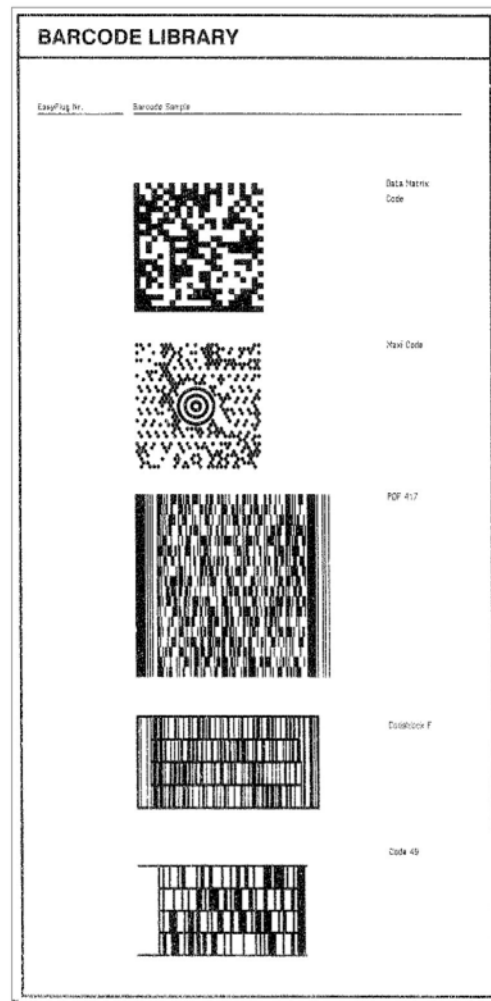 BARCODE LIBRARY
EasyPlug Nr. Barcode Sample
Data Matrix
Code
Maxi Code
PDF 417
Codablock F
Code 49